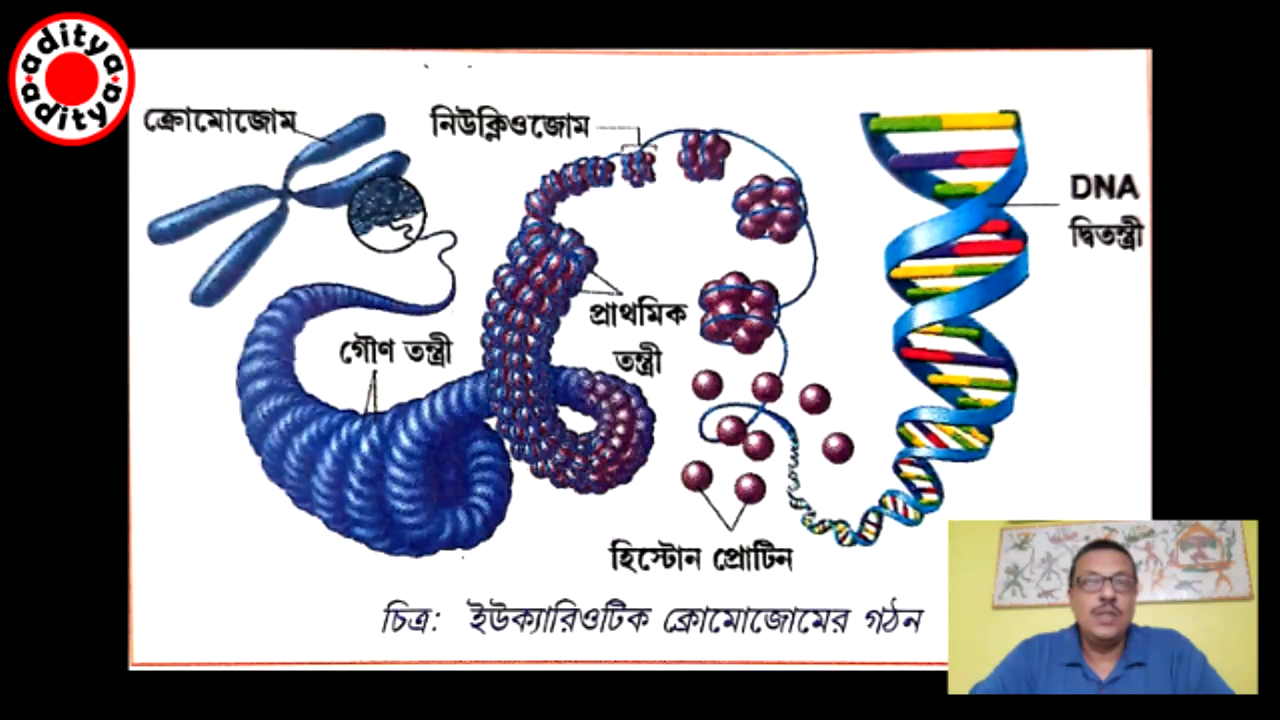 aditya
aditya
ক্রোমোজোম
নিউক্লিওজোম
DNA
দ্বিতন্ত্রী
প্রাথমিক
তন্ত্রী
গৌণ তন্ত্রী
হিস্টোন প্রোটিন
চিত্র: ইউক্যারিওটিক ক্রোমোজোমের গঠন